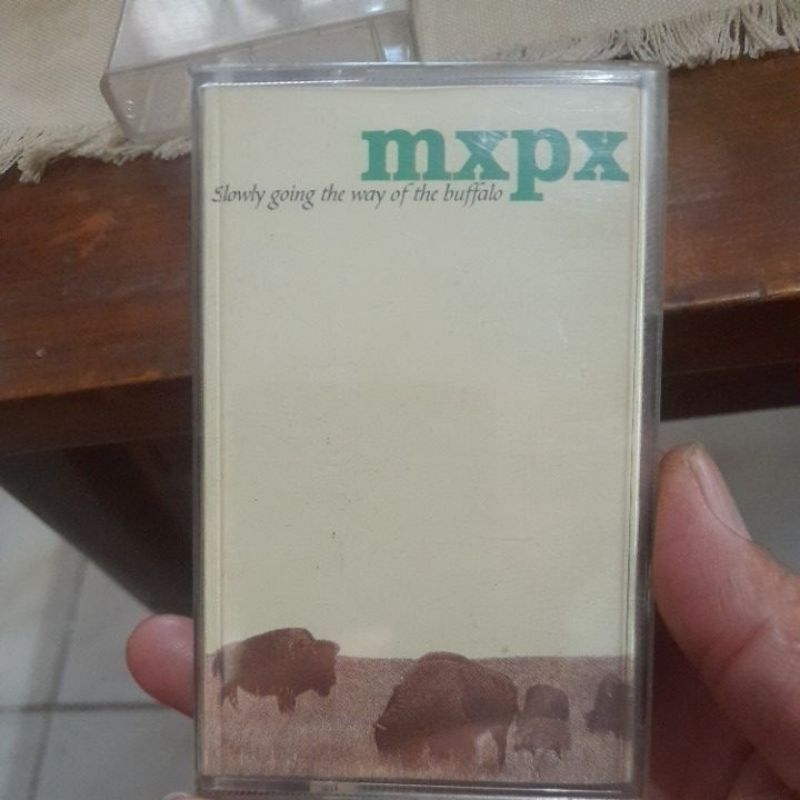 mxpx
Slowly going the way of the buffalo